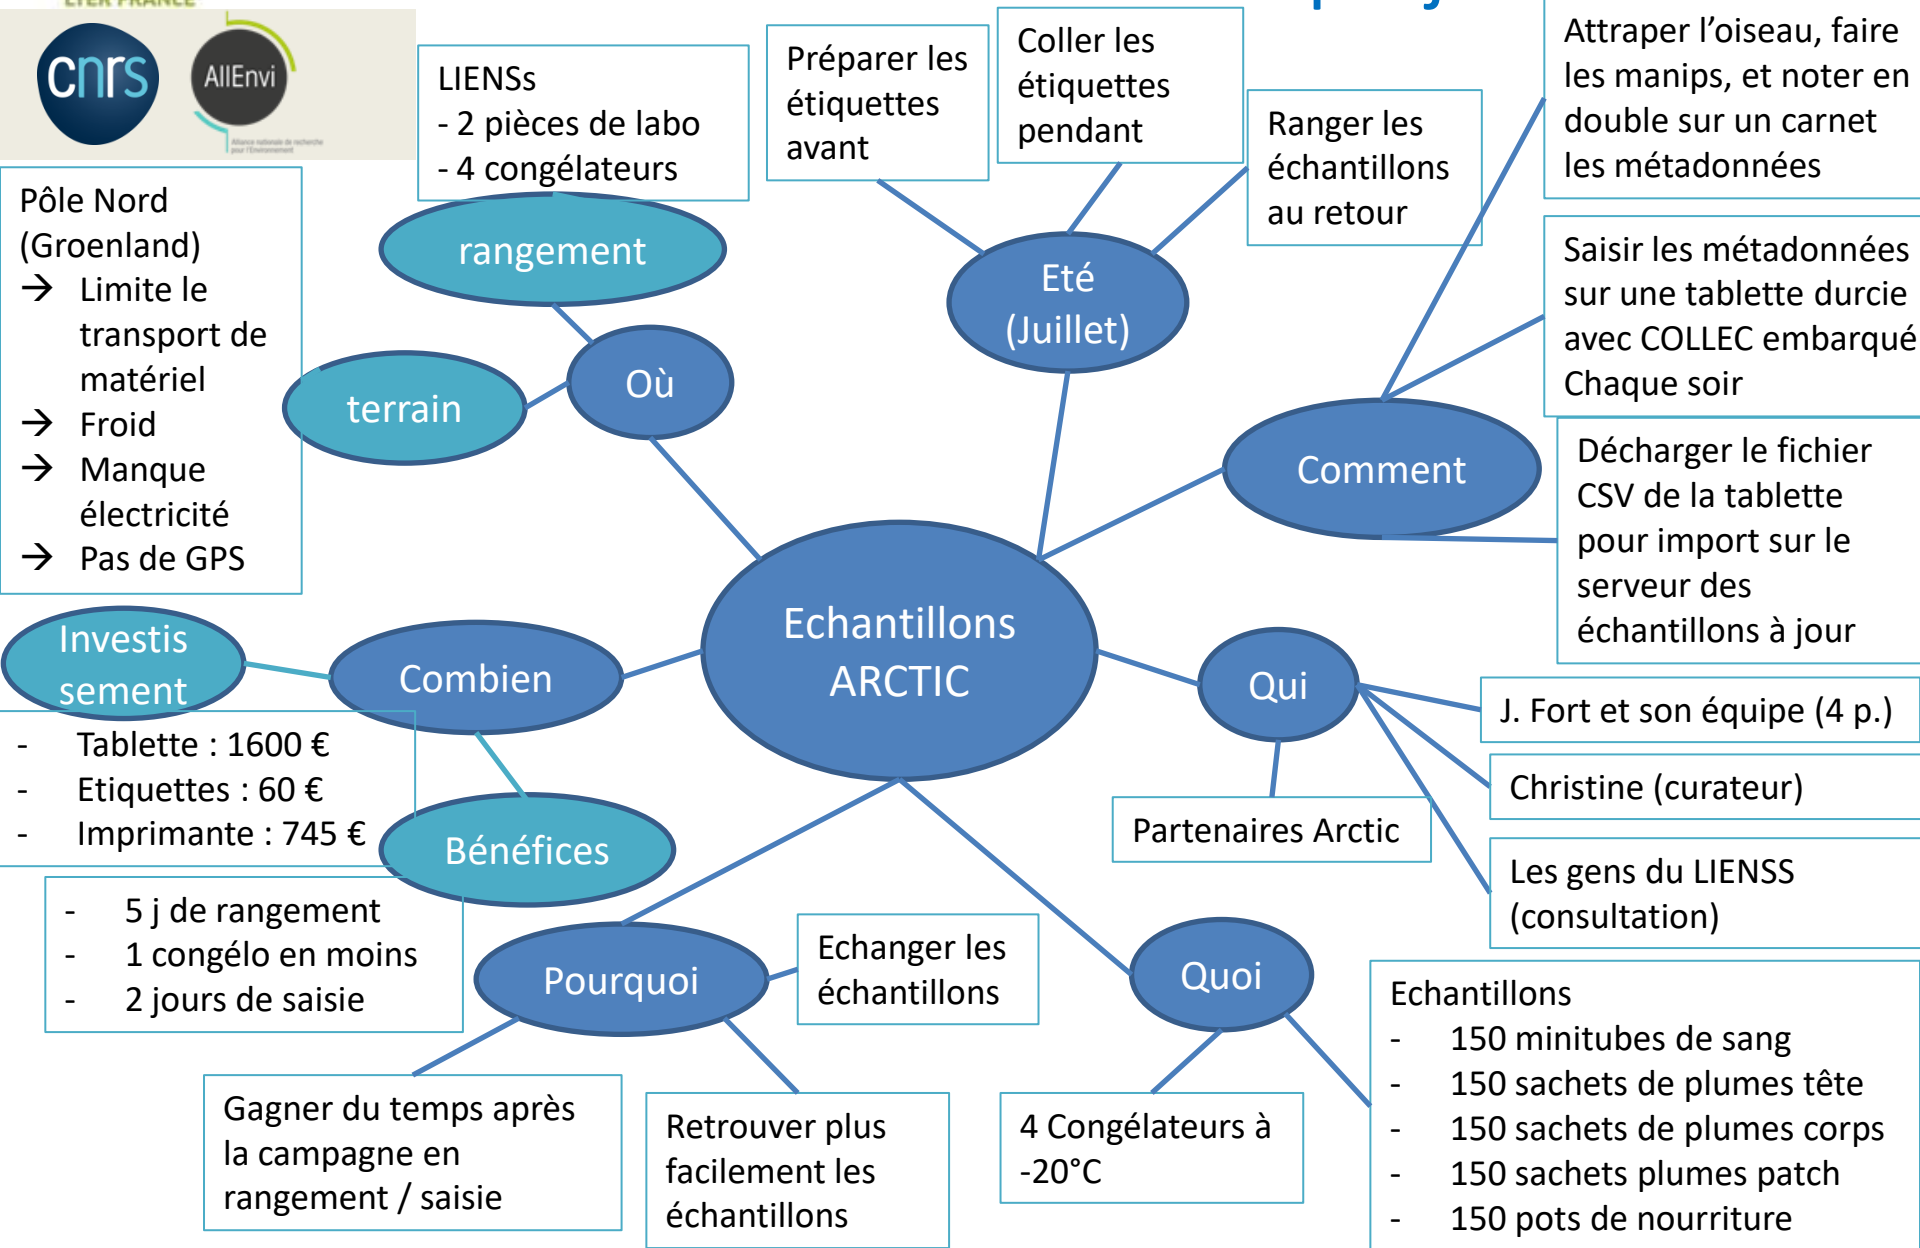 LTER FRANCE
cnrs
AllEnvi
Alliance nationale de recherche
pour l'Environnement
LIENSs
- 2 pièces de labo
- 4 congélateurs
Préparer les
étiquettes
avant
Coller les
étiquettes
pendant
Ranger les
échantillons
au retour
Attraper l'oiseau, faire
les manips, et noter en
double sur un carnet
les métadonnées
Pôle Nord
(Groenland)
→ Limite le
transport de
matériel
→ Froid
→ Manque
électricité
→ Pas de GPS
rangement
terrain
Où
Eté
(Juillet)
Saisir les métadonnées
sur une tablette durcie
avec COLLEC embarqué
Chaque soir
Comment
Décharger le fichier
CSV de la tablette
pour import sur le
serveur des
échantillons à jour
Echantillons
ARCTIC
Investis
sement
Combien
- Tablette : 1600 €
- Etiquettes : 60 €
- Imprimante : 745 €
Bénéfices
- 5 j de rangement
- 1 congélo en moins
- 2 jours de saisie
Qui
J. Fort et son équipe (4 p.)
Christine (curateur)
Les gens du LIENSS
(consultation)
Partenaires Arctic
Pourquoi
Echanger les
échantillons
Gagner du temps après
la campagne en
rangement / saisie
Retrouver plus
facilement les
échantillons
Quoi
4 Congélateurs à
-20°C
Echantillons
- 150 minitubes de sang
- 150 sachets de plumes tête
- 150 sachets de plumes corps
- 150 sachets plumes patch
- 150 pots de nourriture